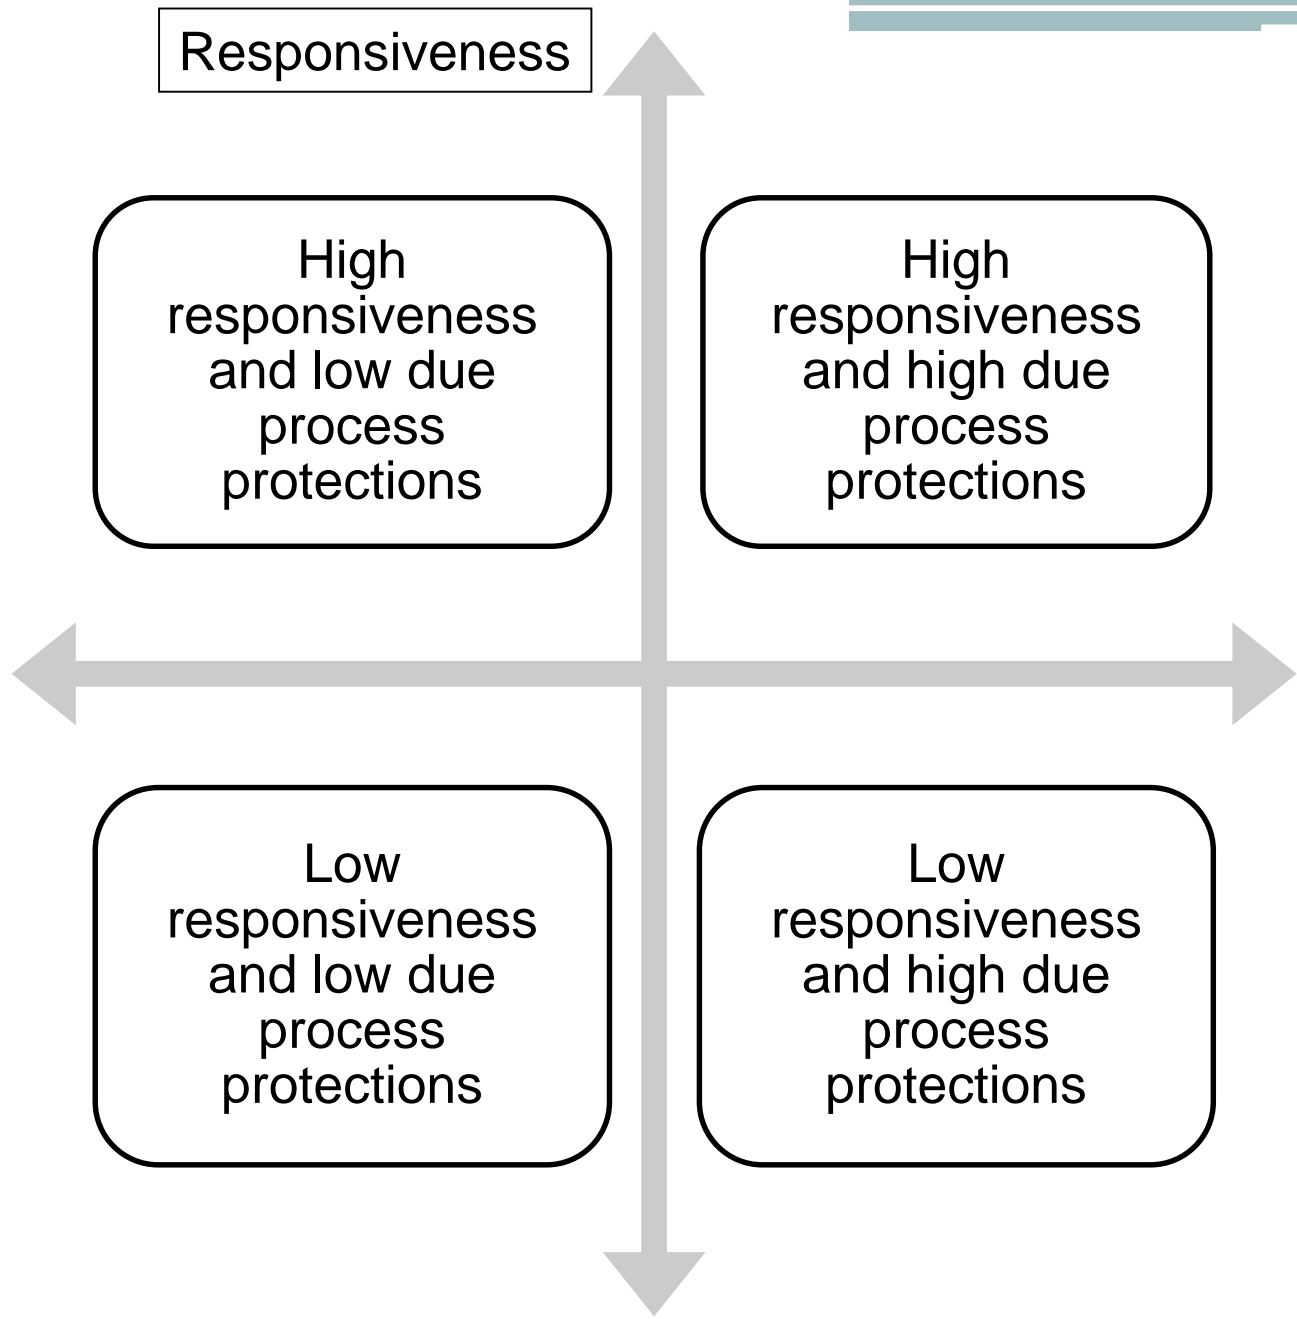 Responsiveness
High
responsiveness
and low due
process
protections
High
responsiveness
and high due
process
protections
Low
responsiveness
and low due
process
protections
Low
responsiveness
and high due
process
protections